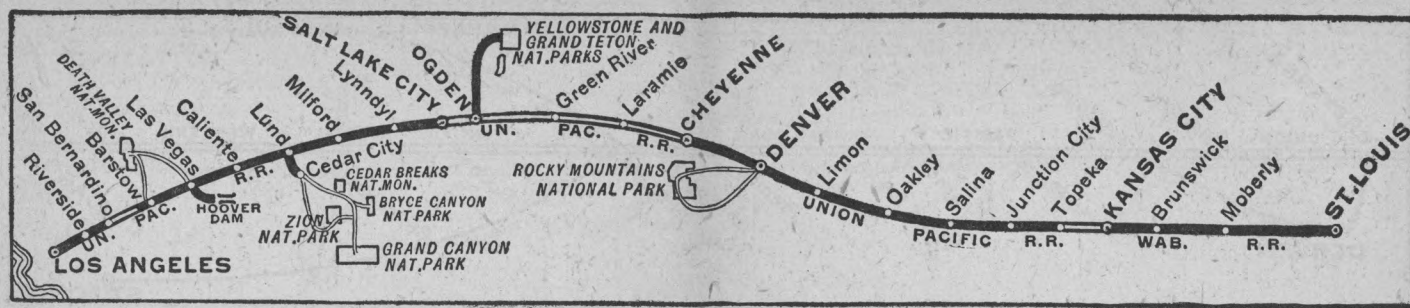 LOS ANGELES
Riverside
San Bernardino
Barstow
DEATH VALLEY
NAT. MON.
Las Vegas
Caliente
Lund
Milford
Lynndyl
SALT LAKE CITY
OGDEN
YELLOWSTONE AND
GRAND TETON
NAT. PARKS
Green River
Laramie
CHEYENNE
DENVER
Limon
Oakley
Salina
Junction City
Topeka
KANSAS CITY
Brunswick
Moberly
ST. LOUIS
UN. PAC. R.R.
HOOVER
DAM
Cedar City
CEDAR BREAKS
NAT. MON.
BRYCE CANYON
NAT. PARK
ZION
NAT. PARK
GRAND CANYON
NAT. PARK
UN. PAC. R.R.
ROCKY MOUNTAINS
NATIONAL PARK
UNION PACIFIC R.R.
WAB. R.R.